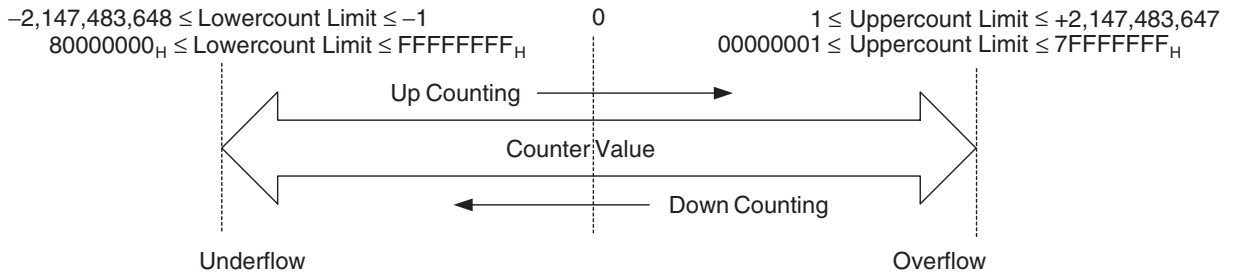 −2,147,483,648 ≤ Lowercount Limit ≤ −1
0
1 ≤ Uppercount Limit ≤ +2,147,483,647
80000000H ≤ Lowercount Limit ≤ FFFFFFFFH
00000001 ≤ Uppercount Limit ≤ 7FFFFFFFH
Up Counting
Counter Value
Down Counting
Underflow
Overflow